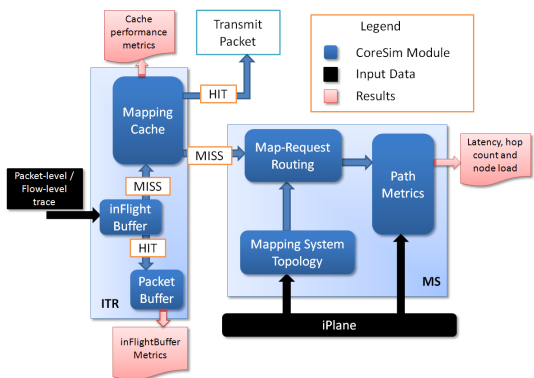 Cache
performance
metrics
Transmit
Packet
Legend
CoreSim Module
Input Data
Results
HIT
Mapping
Cache
MISS
Map-Request
Routing
Path
Metrics
Latency, hop
count and
node load
Packet-level /
Flow-level
trace
MISS
inFlight
Buffer
HIT
Mapping System
Topology
Packet
Buffer
ITR
MS
iPlane
inFlightBuffer
Metrics